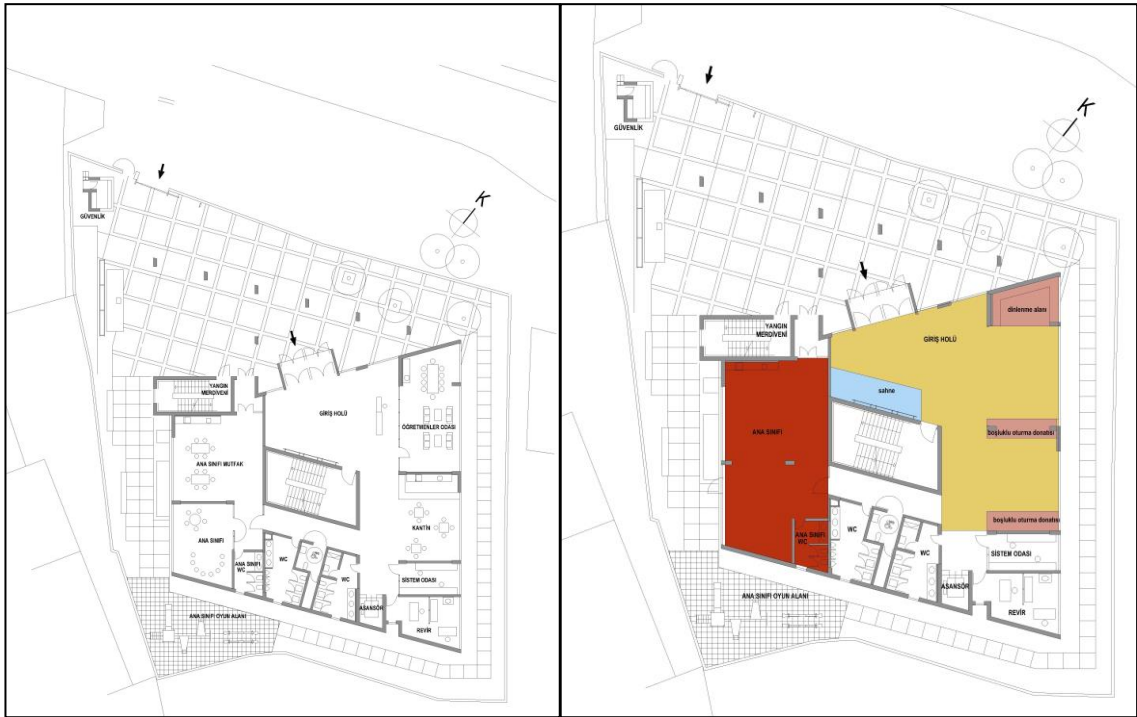 K
GÜVENLİK
YANGIN
MERDİVENİ
GİRİŞ HOLÜ
ÖĞRETMENLER ODASI
ANA SINIFI MUTFAK
ANA SINIFI
KANTİN
ANA SINIFI
WC
WC
WC
SİSTEM ODASI
ASANSÖR
REVİR
ANA SINIFI OYUN ALANI
K
GÜVENLİK
dinlenme alanı
YANGIN
MERDİVENİ
GİRİŞ HOLÜ
sahne
ANA SINIFI
boşluklu oturma donatısı
boşluklu oturma donatısı
ANA SINIFI
WC
WC
WC
SİSTEM ODASI
ASANSÖR
REVİR
ANA SINIFI OYUN ALANI